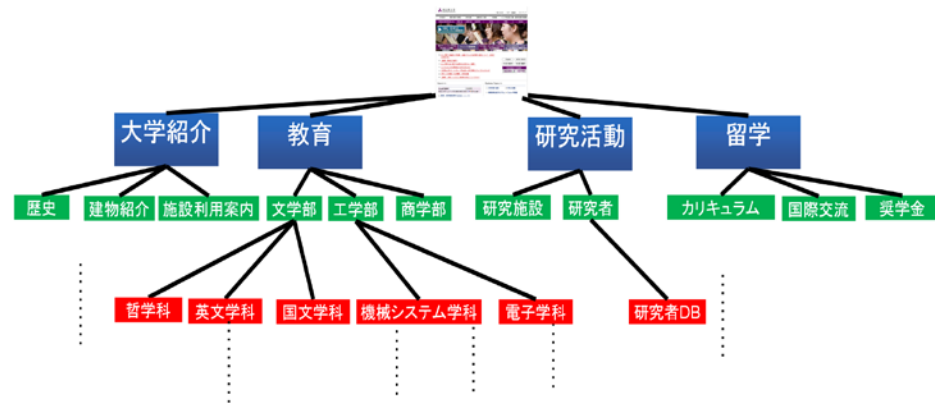 大学紹介
教育
研究活動
留学
歴史
建物紹介
施設利用案内
文学部
工学部
商学部
研究施設
研究者
カリキュラム
国際交流
奨学金
哲学科
英文学科
国文学科
機械システム学科
電子学科
研究者DB